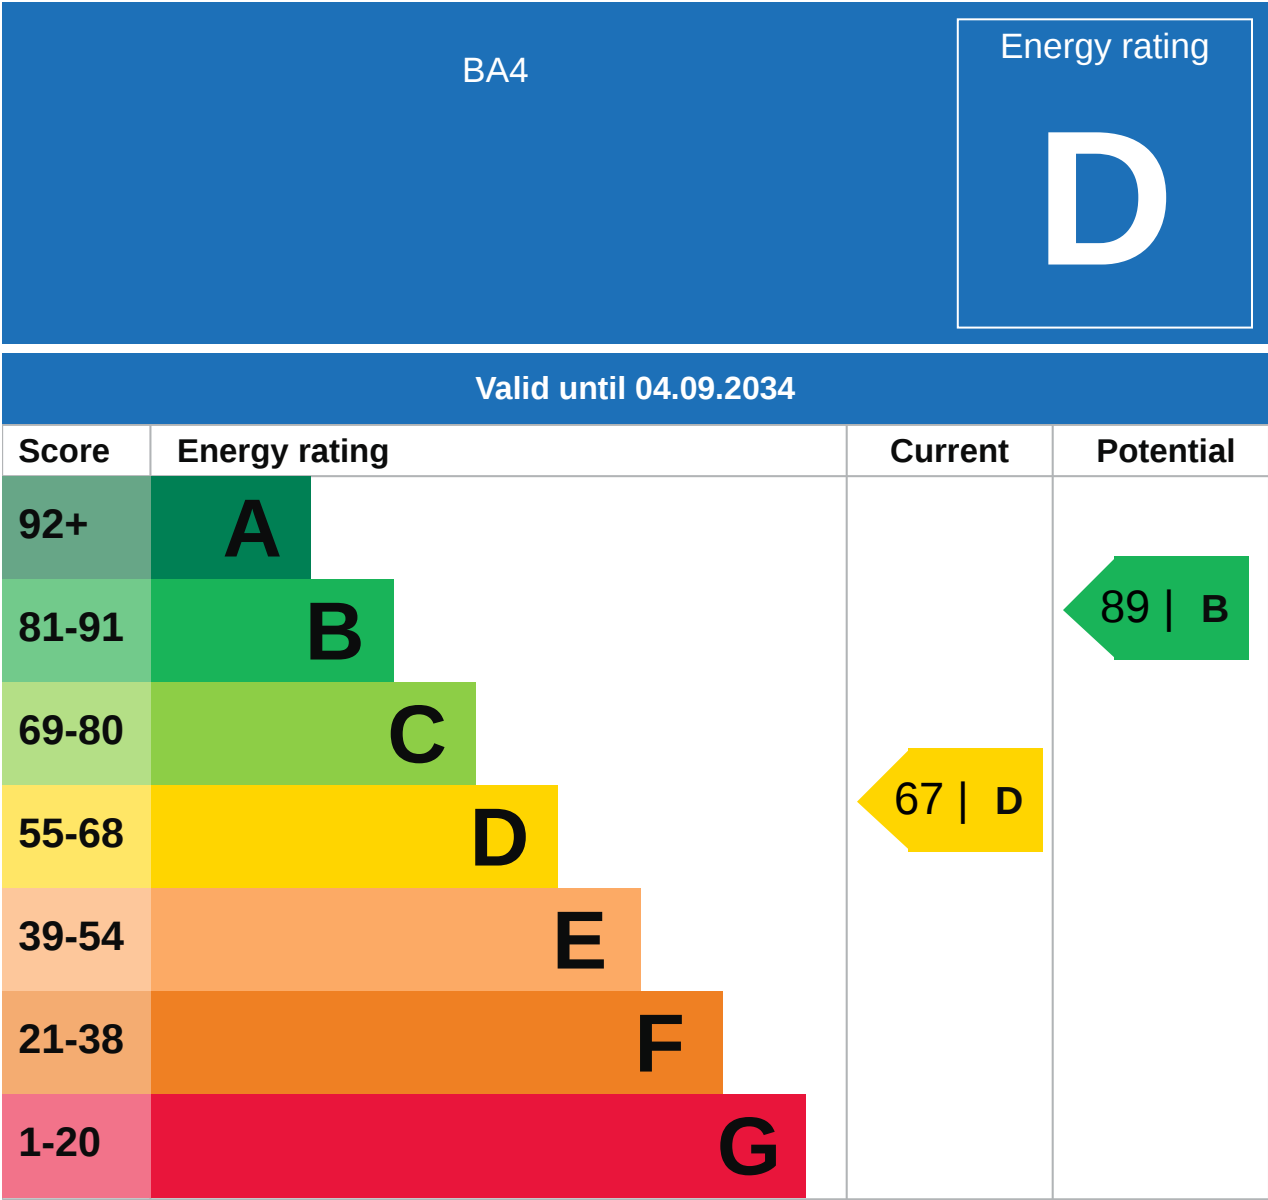 BA4
Energy rating
D
Valid until 04.09.2034
Score Energy rating Current Potential
92+ A
81-91 B
89 | B
69-80 C
67 | D
55-68 D
39-54 E
21-38 F
1-20 G